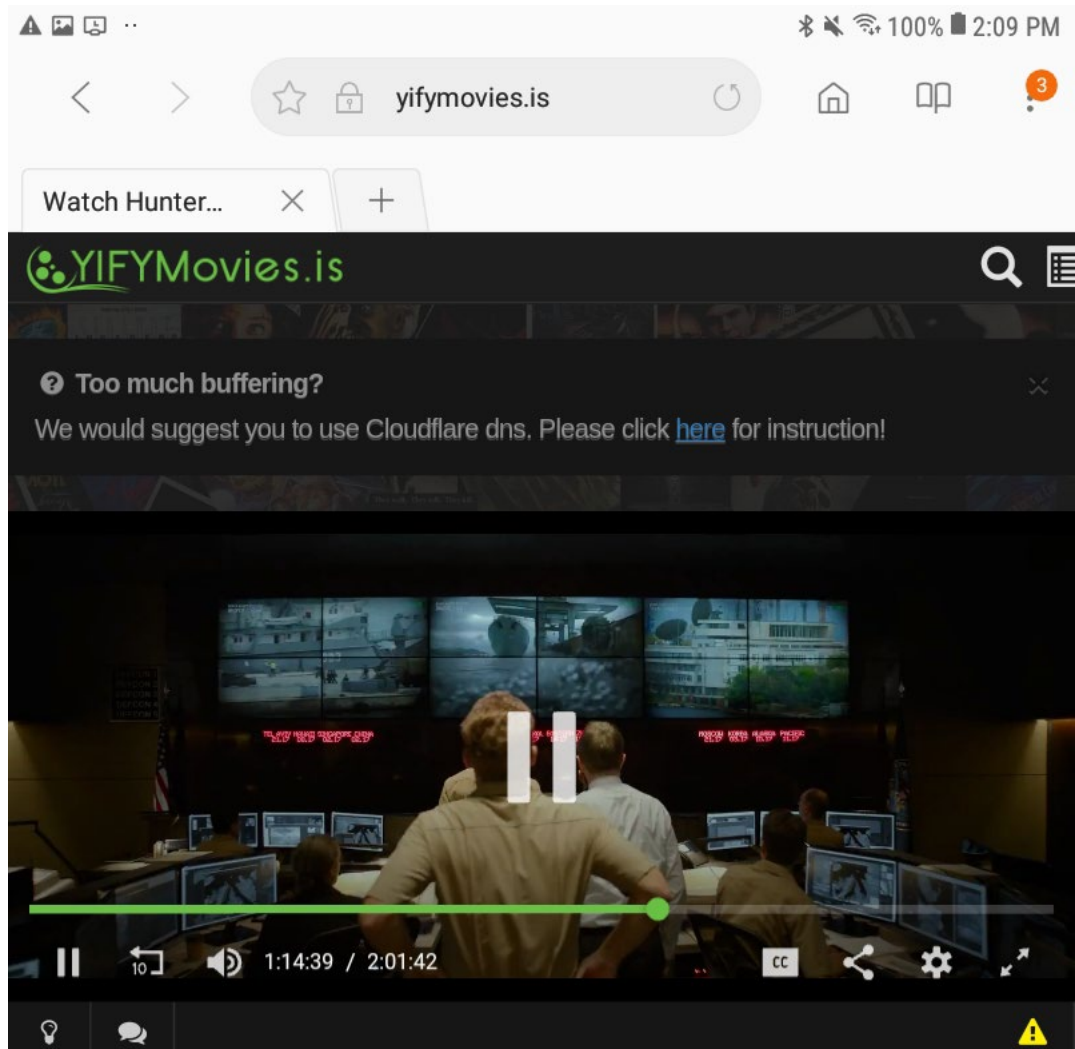 100% 2:09 PM
yifymovies.is
3
Watch Hunter...
YIFYMovies.is
Too much buffering?
We would suggest you to use Cloudflare dns. Please click here for instruction!
10
1:14:39 / 2:01:42
CC